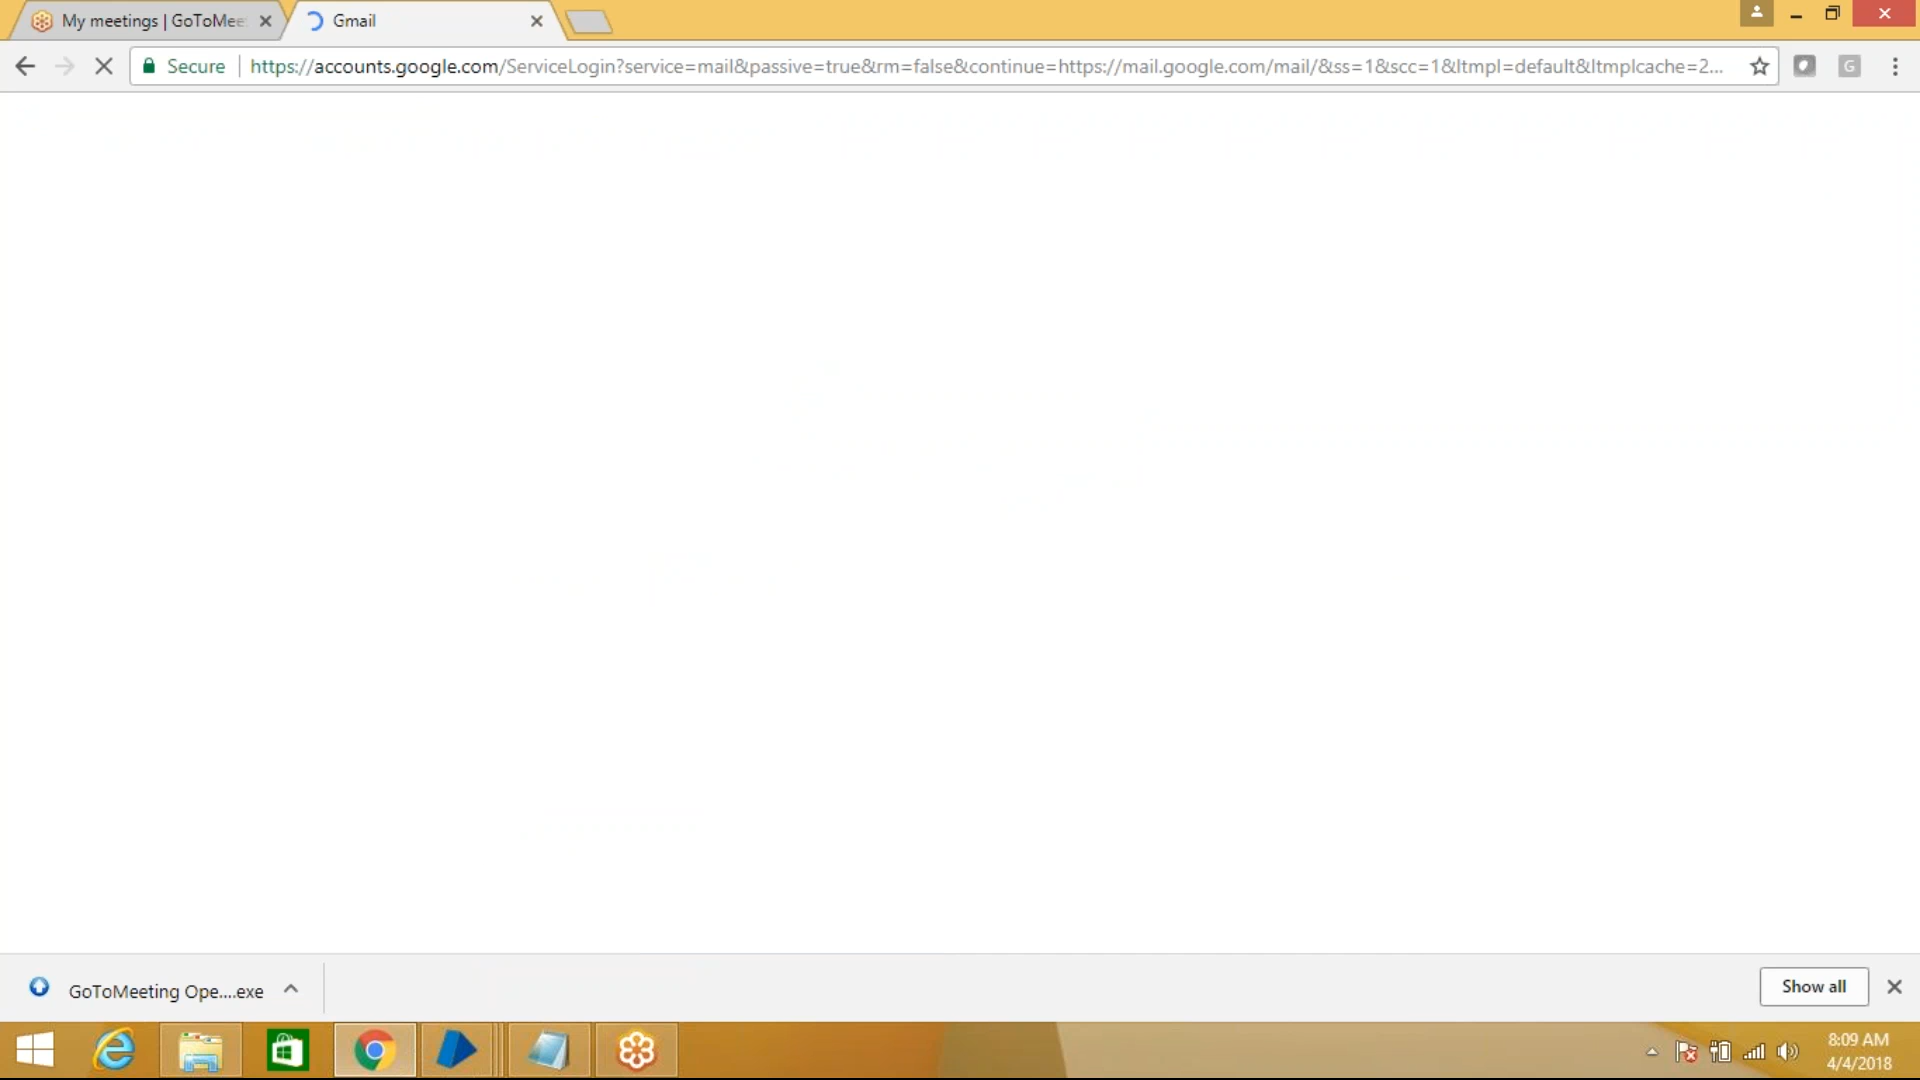 My meetings | GoToMee
Gmail
Secure
https://accounts.google.com/ServiceLogin?service=mail&passive=true&rm=false&continue=https://mail.google.com/mail/&ss=1&scc=1&ltmpl=default&ltmplcache=2...
G
GoToMeeting Ope....exe
Show all
8:09 AM
4/4/2018